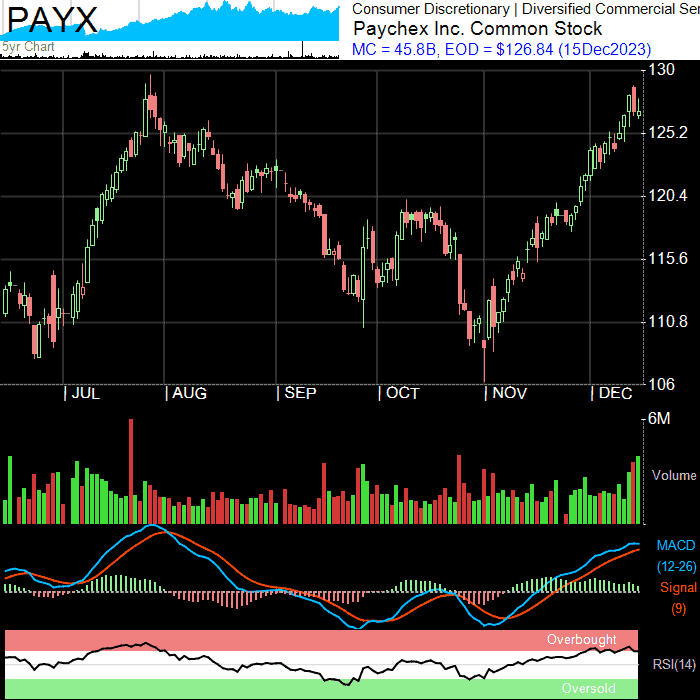 PAYX
5yr Chart
Consumer Discretionary | Diversified Commercial Ser
Paychex Inc. Common Stock
MC = 45.8B, EOD = $126.84 (15Dec2023)
130
125.2
120.4
115.6
110.8
106
| JUL | AUG | SEP | OCT | NOV | DEC
6M
Volume
MACD
(12-26)
Signal
(9)
Overbought
RSI(14)
Oversold